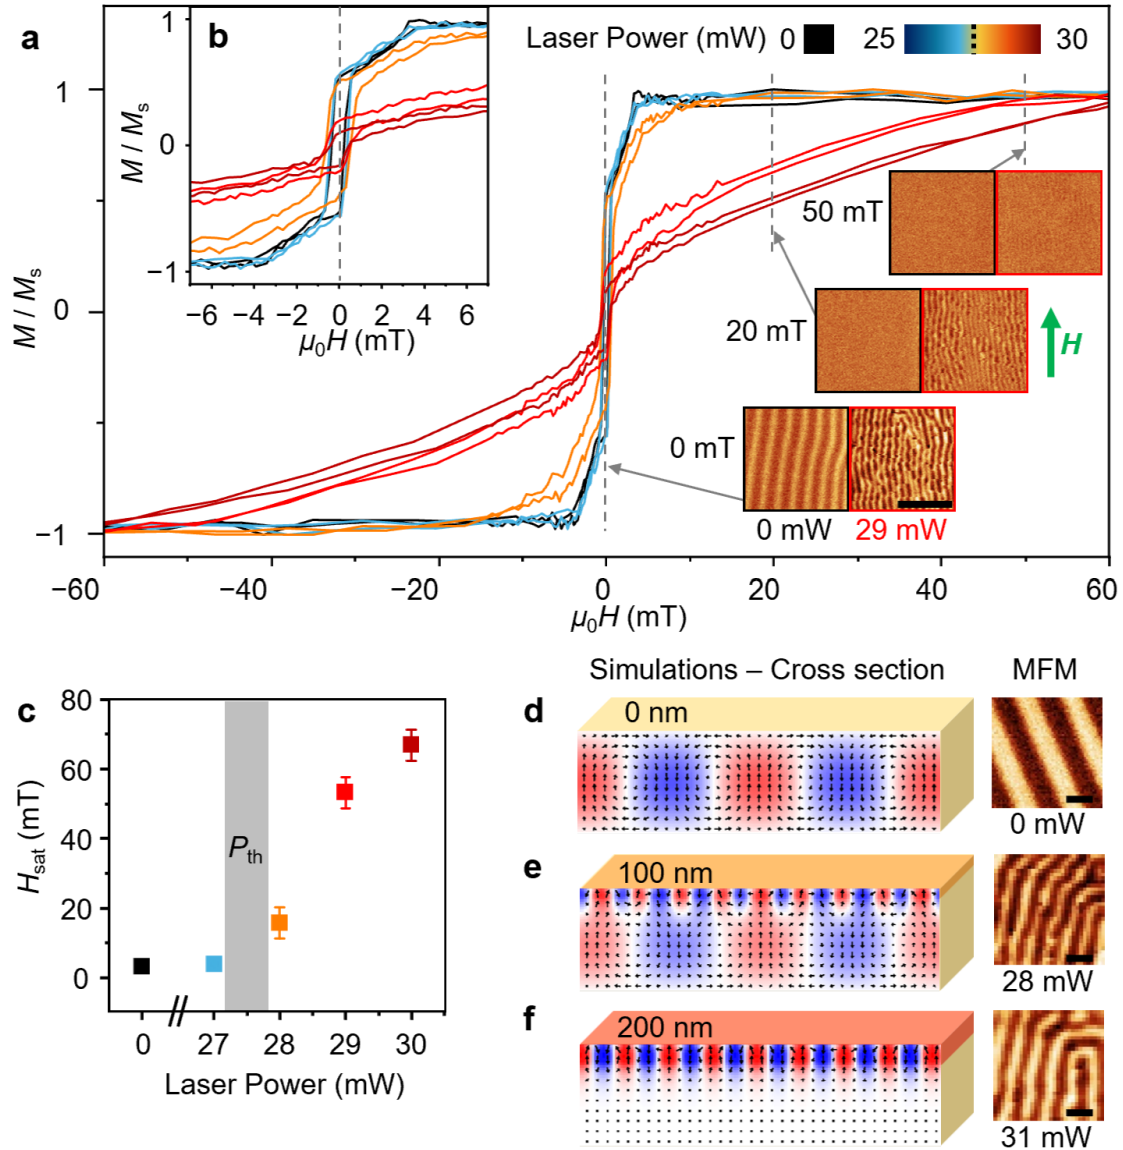 a
b
Laser Power (mW) 0 25 30
M / Ms
1
0
−1
−6 −4 −2 0 2 4 6
μ0H (mT)
M / Ms
1
0
−1
50 mT
20 mT
H
0 mT
0 mW 29 mW
−60 −40 −20 0 20 40 60
μ0H (mT)
c
Hsat (mT)
80
60
40
20
0
Pth
0 27 28 29 30
Laser Power (mW)
Simulations – Cross section MFM
d
0 nm
0 mW
e
100 nm
28 mW
f
200 nm
31 mW